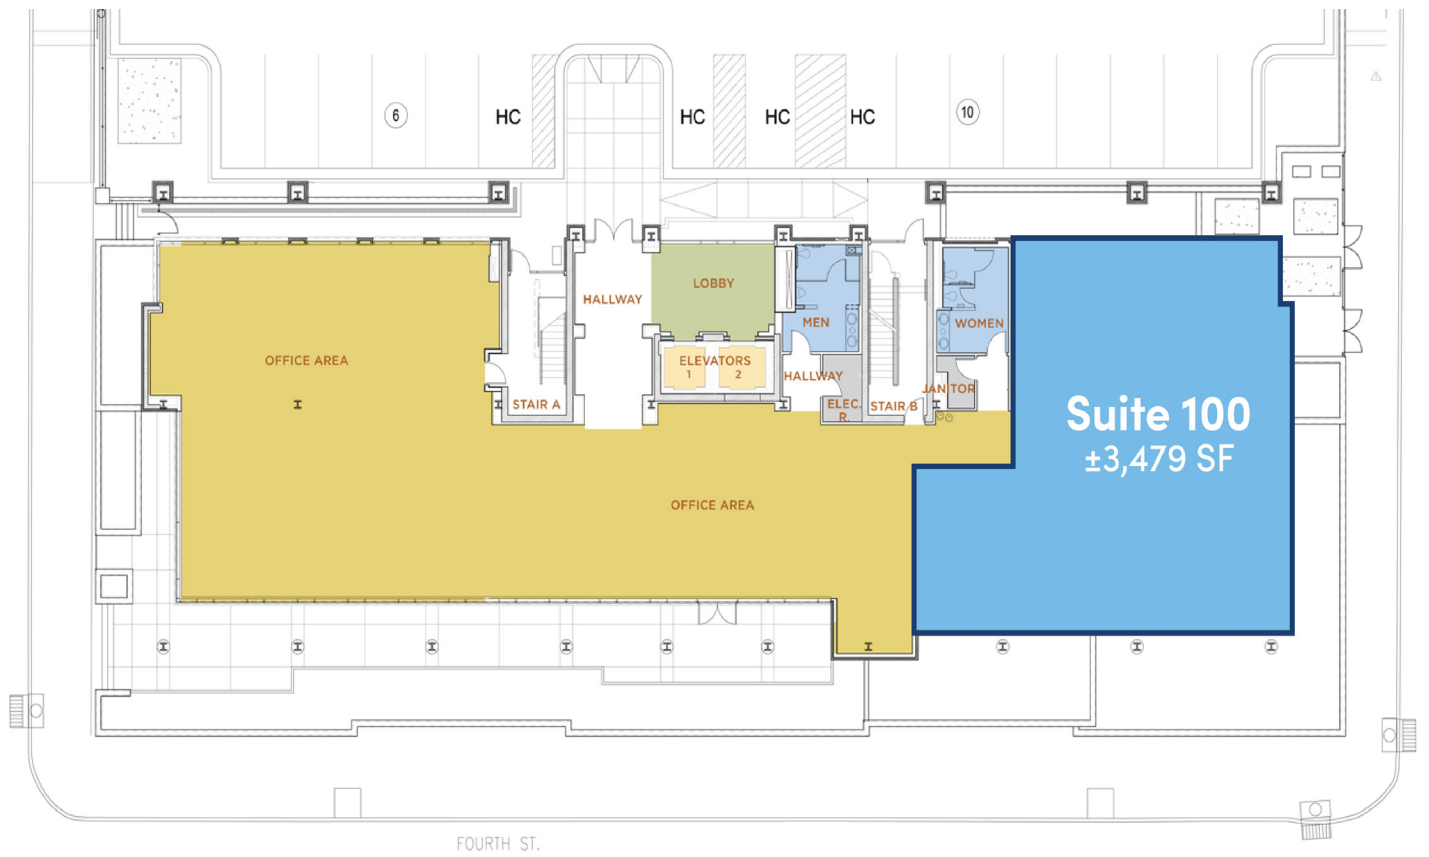 6
HC
HC
HC
HC
10
LOBBY
HALLWAY
MEN
WOMEN
OFFICE AREA
ELEVATORS
1 2
HALLWAY
JANITOR
STAIR A
ELEC.
R.
STAIR B
Suite 100
±3,479 SF
OFFICE AREA
FOURTH ST.